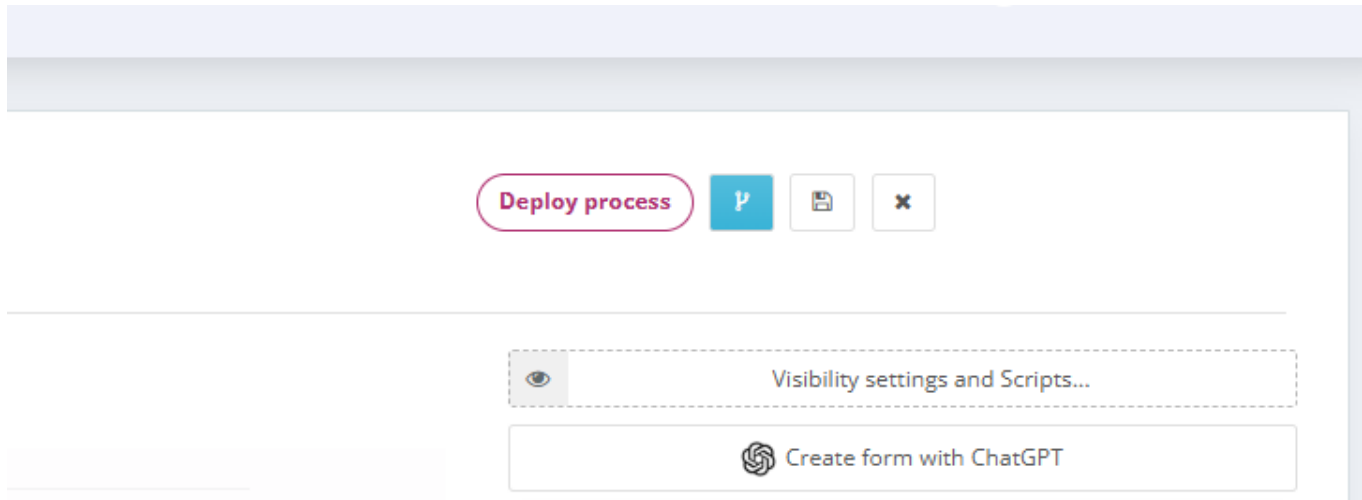 Deploy process
Visibility settings and Scripts...
Create form with ChatGPT